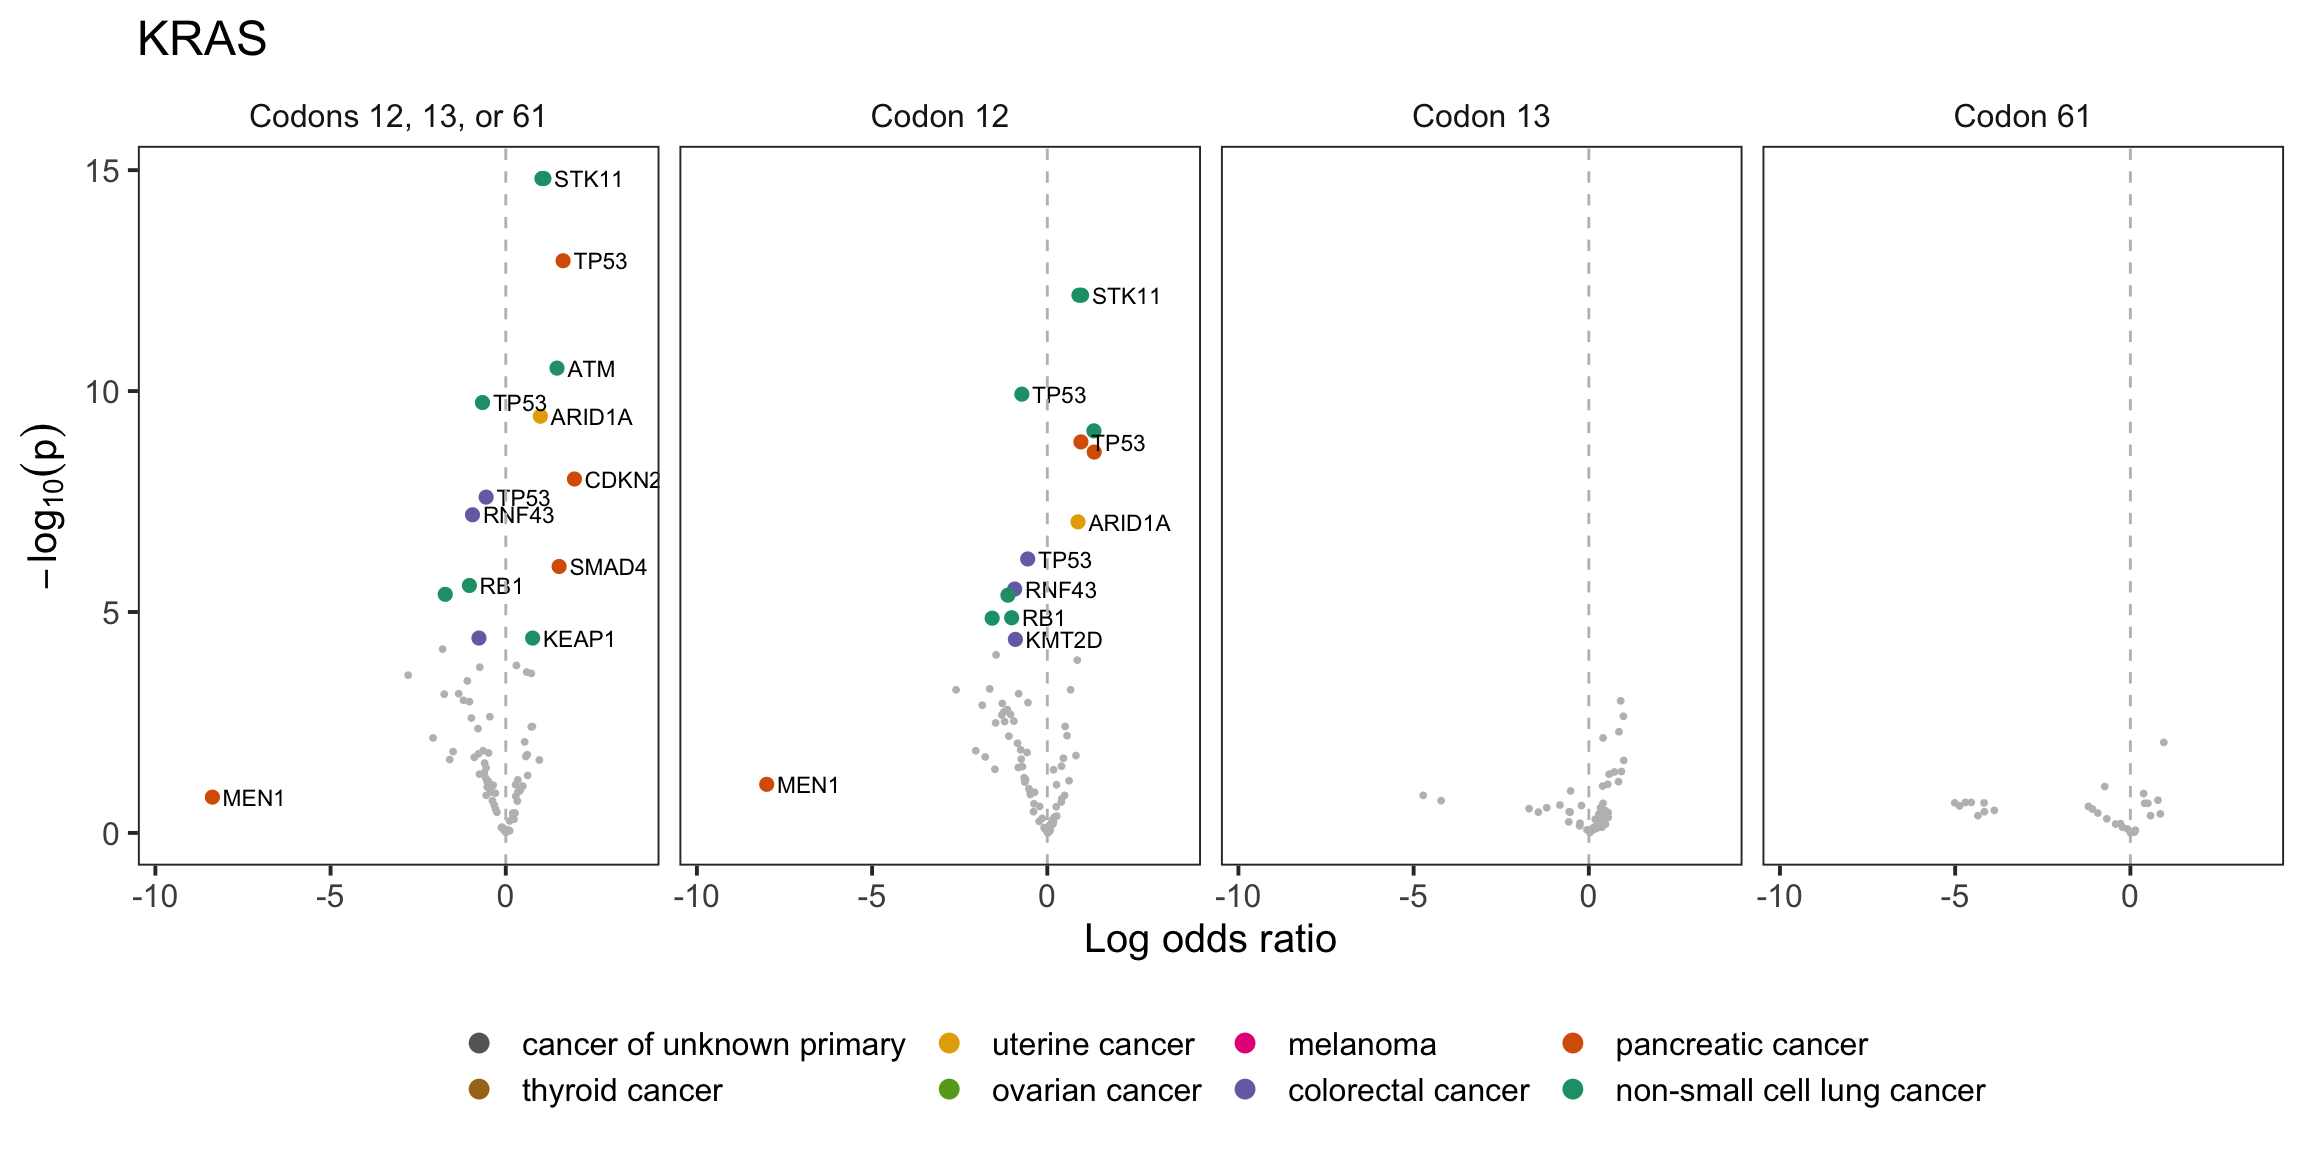 KRAS
Codons 12, 13, or 61
Codon 12
Codon 13
Codon 61
−log10(p)
15
10
5
0
STK11
TP53
ATM
TP53
ARID1A
CDKN2
TP53
RNF43
SMAD4
RB1
KEAP1
MEN1
STK11
TP53
TP53
ARID1A
TP53
RNF43
RB1
KMT2D
MEN1
-10 -5 0
-10 -5 0
-10 -5 0
-10 -5 0
Log odds ratio
cancer of unknown primary
uterine cancer
melanoma
pancreatic cancer
thyroid cancer
ovarian cancer
colorectal cancer
non-small cell lung cancer